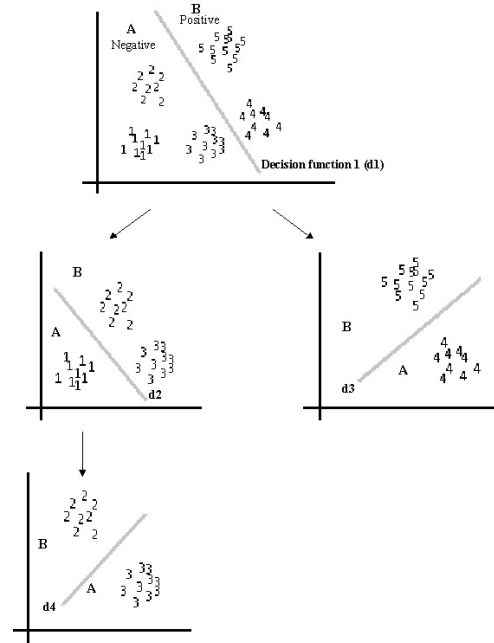 B
Positive
A
Negative
Decision function 1 (d1)
B
A
d2
B
A
d3
B
A
d4